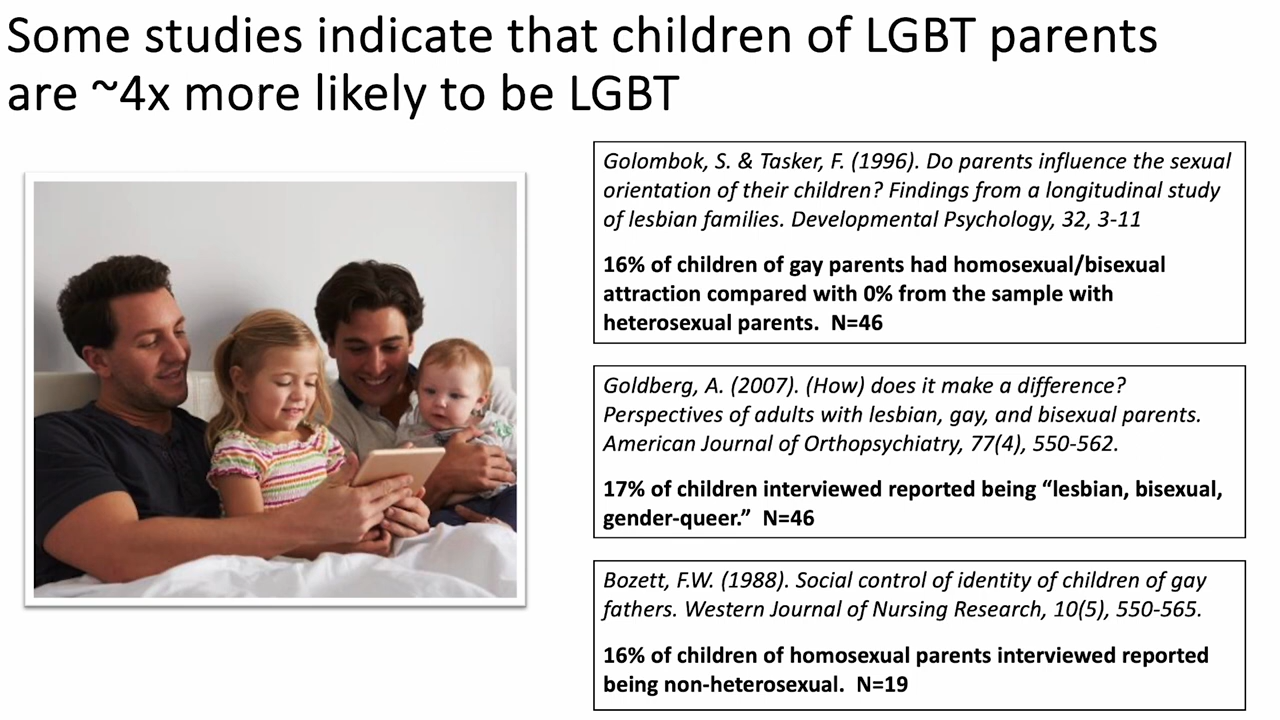 Some studies indicate that children of LGBT parents
are ~4x more likely to be LGBT
Golombok, S. & Tasker, F. (1996). Do parents influence the sexual
orientation of their children? Findings from a longitudinal study
of lesbian families. Developmental Psychology, 32, 3-11
16% of children of gay parents had homosexual/bisexual
attraction compared with 0% from the sample with
heterosexual parents.  N=46
Goldberg, A. (2007). (How) does it make a difference?
Perspectives of adults with lesbian, gay, and bisexual parents.
American Journal of Orthopsychiatry, 77(4), 550-562.
17% of children interviewed reported being “lesbian, bisexual,
gender-queer.”  N=46
Bozett, F.W. (1988). Social control of identity of children of gay
fathers. Western Journal of Nursing Research, 10(5), 550-565.
16% of children of homosexual parents interviewed reported
being non-heterosexual.  N=19